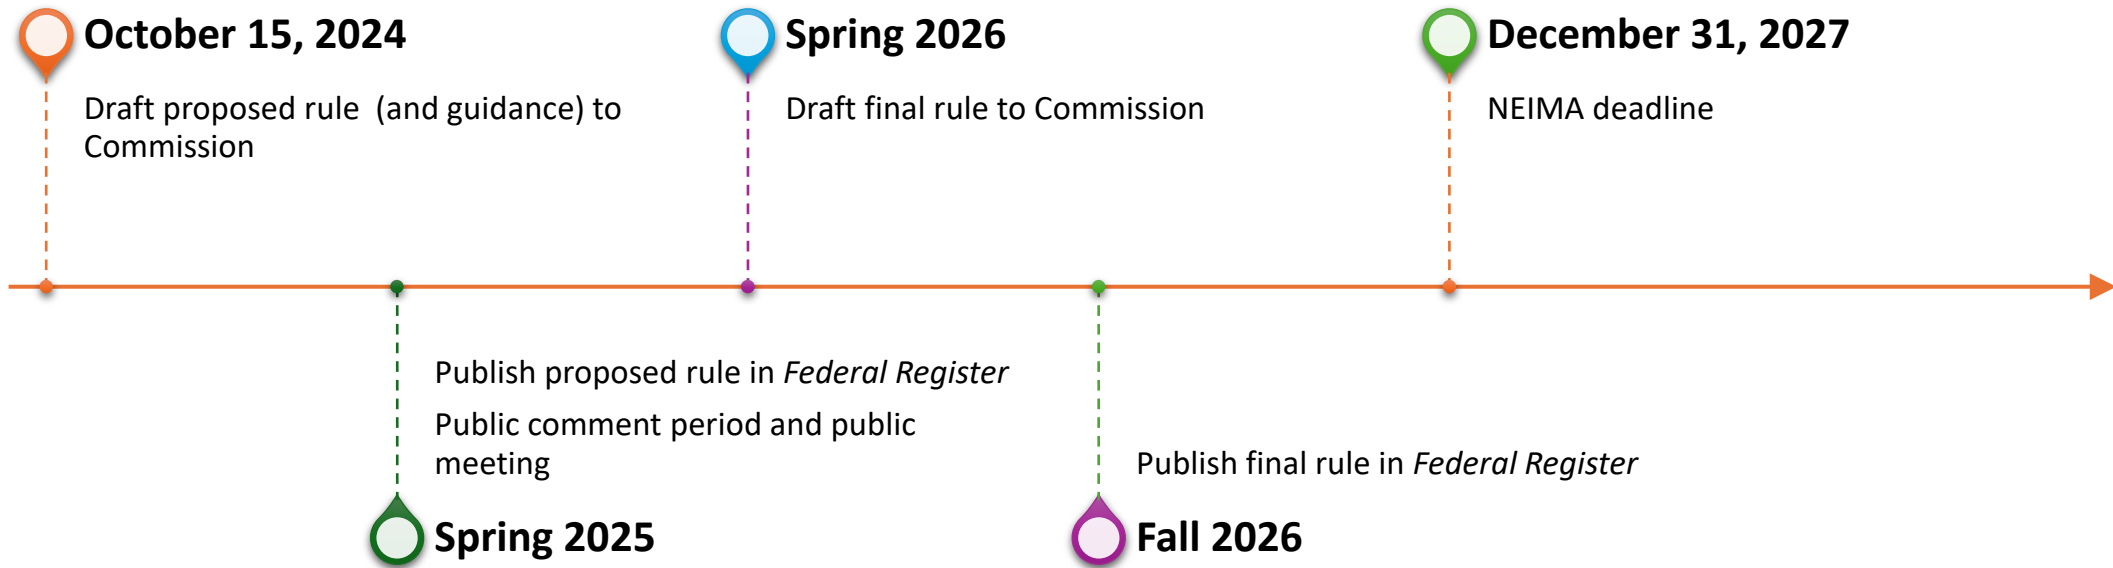 October 15, 2024
Draft proposed rule (and guidance) to
Commission
Publish proposed rule in Federal Register
Public comment period and public
meeting
Spring 2025
Spring 2026
Draft final rule to Commission
Publish final rule in Federal Register
Fall 2026
December 31, 2027
NEIMA deadline